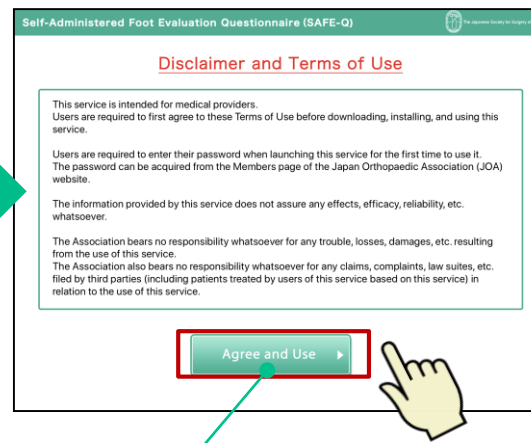 Self-Administered Foot Evaluation Questionnaire (SAFE-Q)
The Japanese Society for Surgery of
Disclaimer and Terms of Use
This service is intended for medical providers.
Users are required to first agree to these Terms of Use before downloading, installing, and using this
service.
Users are required to enter their password when launching this service for the first time to use it.
The password can be acquired from the Members page of the Japan Orthopaedic Association (JOA)
website.
The information provided by this service does not assure any effects, efficacy, reliability, etc.
whatsoever.
The Association bears no responsibility whatsoever for any trouble, losses, damages, etc. resulting
from the use of this service.
The Association also bears no responsibility whatsoever for any claims, complaints, law suites, etc.
filed by third parties (including patients treated by users of this service based on this service) in
relation to the use of this service.
Agree and Use